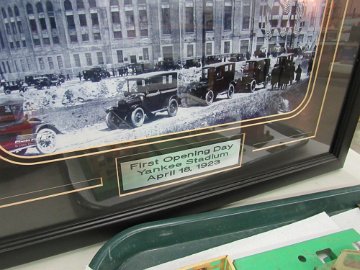 First Opening Day
Yankee Stadium
April 18, 1923